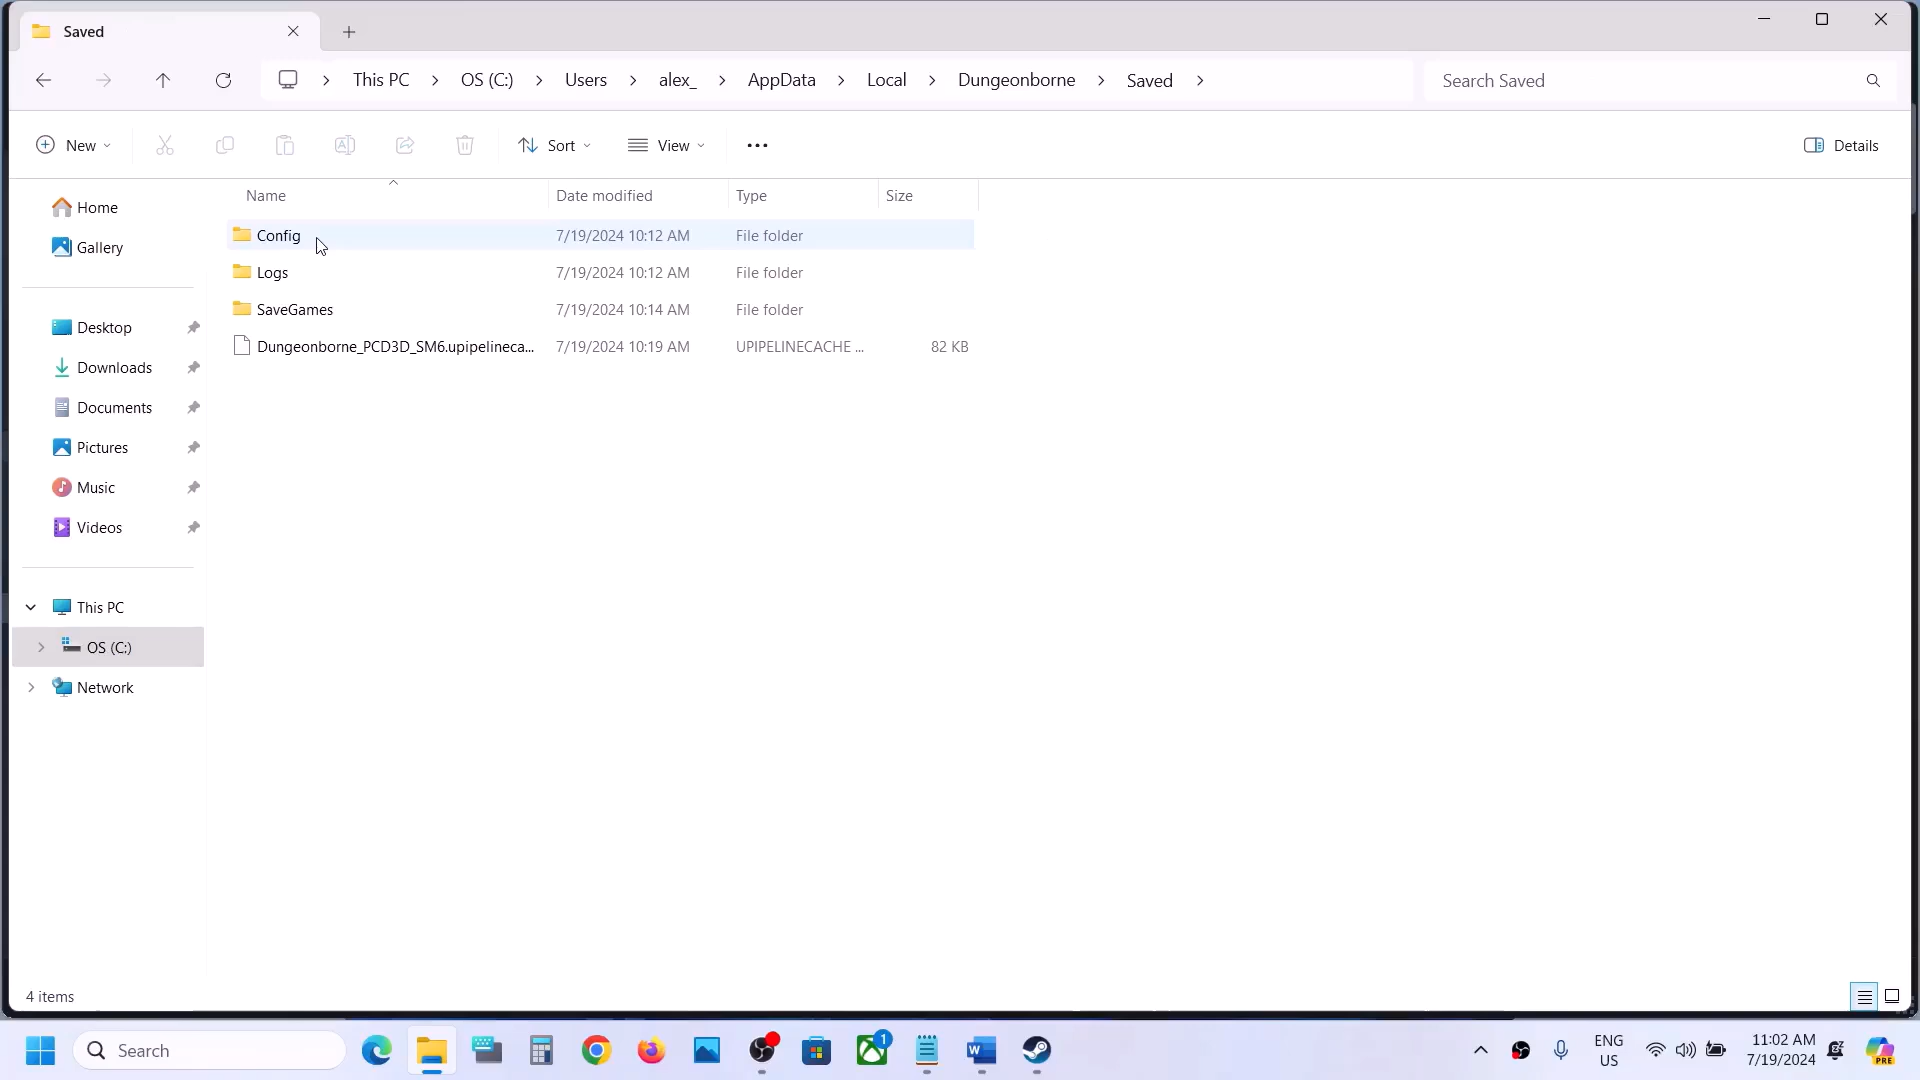 Saved
This PC
OS (C:)
Users
alex_
AppData
Local
Dungeonborne
Saved
Search Saved
New
Sort
View
Details
Name
Date modified
Type
Size
Home
Gallery
Desktop
Downloads
Documents
Pictures
Music
Videos
This PC
OS (C:)
Network
Config 7/19/2024 10:12 AM File folder
Logs 7/19/2024 10:12 AM File folder
SaveGames 7/19/2024 10:14 AM File folder
Dungeonborne_PCD3D_SM6.upipelineca... 7/19/2024 10:19 AM UPIPELINECACHE ... 82 KB
4 items
Search
1
ENG
US
11:02 AM
7/19/2024
PRE